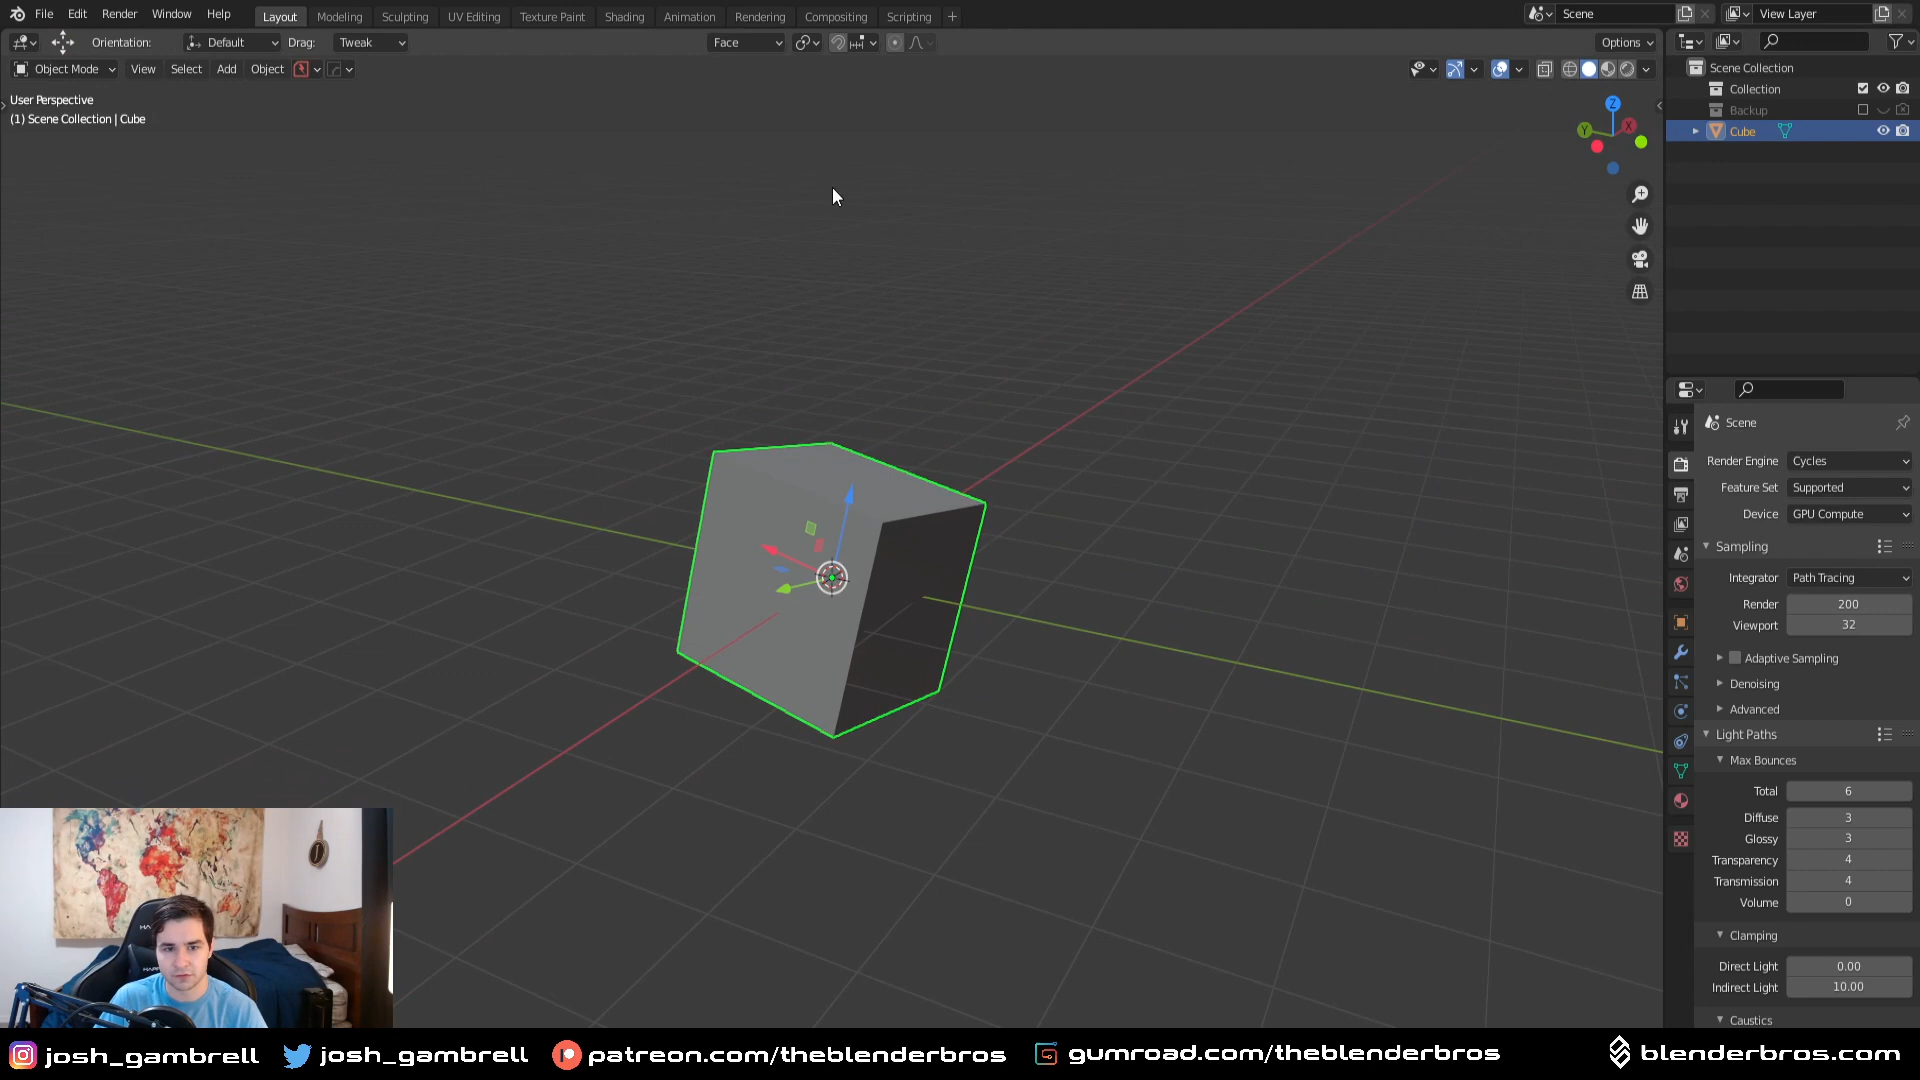 File Edit Render Window Help Layout Modeling Sculpting UV Editing Texture Paint Shading Animation Rendering Compositing Scripting + Scene View Layer
Orientation: Default Drag: Tweak Face Options
Object Mode View Select Add Object
User Perspective
(1) Scene Collection | Cube
Z
Y
X
Scene Collection
Collection
Backup
Cube
Scene
Render Engine Cycles
Feature Set Supported
Device GPU Compute
Sampling
Integrator Path Tracing
Render 200
Viewport 32
Adaptive Sampling
Denoising
Advanced
Light Paths
Max Bounces
Total 6
Diffuse 3
Glossy 3
Transparency 4
Transmission 4
Volume 0
Clamping
Direct Light 0.00
Indirect Light 10.00
Caustics
josh_gambrell josh_gambrell patreon.com/theblenderbros gumroad.com/theblenderbros blenderbros.com